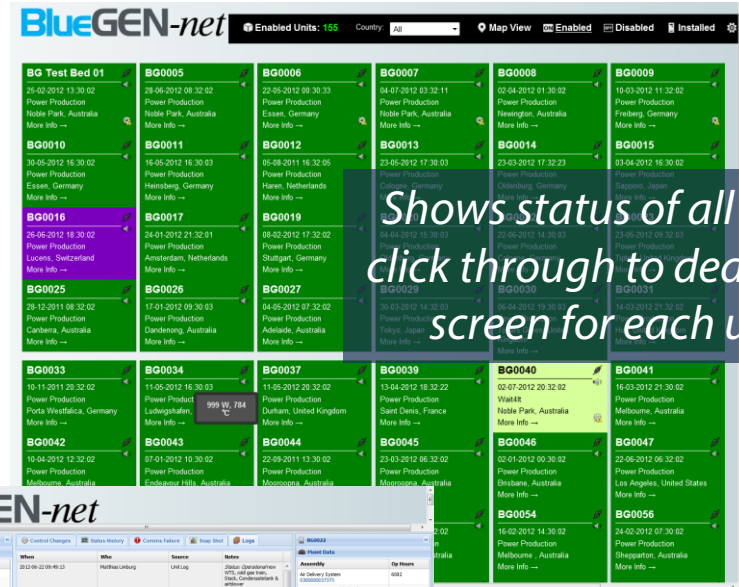 BlueGEN-net
Enabled Units: 155 Country: All Map View Enabled Disabled Installed
BG Test Bed 01
25-02-2012 13:30:02
Power Production
Noble Park, Australia
More Info →
BG0005
28-06-2012 08:32:02
Power Production
Noble Park, Australia
More Info →
BG0006
22-05-2012 00:30:33
Power Production
Essen, Germany
More Info →
BG0007
04-07-2012 03:32:11
Power Production
Noble Park, Australia
More Info →
BG0008
02-04-2012 01:30:02
Power Production
Newington, Australia
More Info →
BG0009
10-03-2012 11:32:02
Power Production
Freiberg, Germany
More Info →
BG0010
30-05-2012 16:30:02
Power Production
Essen, Germany
More Info →
BG0011
16-05-2012 16:30:03
Power Production
Heinsberg, Germany
More Info →
BG0012
05-08-2011 16:32:05
Power Production
Haren, Netherlands
More Info →
BG0013
23-05-2012 17:30:03
Power Production
Cologne, Germany
BG0014
23-03-2012 17:32:23
Power Production
Oldenburg, Germany
BG0015
03-04-2012 16:30:02
Power Production
Sapporo, Japan
Shows status of all
click though to
screen for each
BG0016
26-06-2012 18:30:02
Power Production
Lucens, Switzerland
More Info →
BG0017
24-01-2012 21:32:01
Power Production
Amsterdam, Netherlands
More Info →
BG0019
08-02-2012 17:32:02
Power Production
Stuttgart, Germany
More Info →
BG0025
28-12-2011 08:32:02
Power Production
Canberra, Australia
More Info →
BG0026
17-01-2012 09:30:03
Power Production
Dandenong, Australia
More Info →
BG0027
04-05-2012 07:32:02
Power Production
Adelaide, Australia
More Info →
BG0029
30-03-2012 14:32:03
Power Production
Tokyo, Japan
More Info →
BG0033
10-11-2011 20:32:02
Power Production
Porta Westfalica, Germany
More Info →
BG0034
11-05-2012 16:30:03
Ludwigshafen,
More Info →
999 W, 784
℃
BG0037
11-05-2012 20:32:02
Power Production
Durham, United Kingdom
More Info →
BG0039
13-04-2012 18:32:22
Power Production
Saint Denis, France
More Info →
BG0040
02-07-2012 20:32:02
Wait4It
Noble Park, Australia
More Info →
BG0041
16-03-2012 21:30:02
Power Production
Melbourne, Australia
More Info →
BG0042
10-04-2012 12:32:02
Power Production
Melbourne, Australia
BG0043
07-01-2012 10:30:02
Power Production
Endeavour Hills, Australia
BG0044
22-09-2011 13:30:02
Power Production
Mooroopna, Australia
BG0045
23-03-2012 06:32:02
Power Production
Mooroopna, Australia
BG0046
02-01-2012 00:30:02
Power Production
Brisbane, Australia
More Info →
BG0047
22-06-2012 06:32:02
Power Production
Los Angeles, United States
More Info →
BG0054
16-02-2012 14:30:02
Power Production
Melbourne , Australia
More Info →
BG0056
24-02-2012 07:30:02
Power Production
Shepparton, Australia
More Info →
EN-net
Control Changes Status History Comms Failure Snap Shot Logs
When Who Source Notes
2012-06-22 09:49:13 Matthias Limburg Unit Log
BG0022
Maint Data
Assembly Op Hours
Air Delivery System 6682